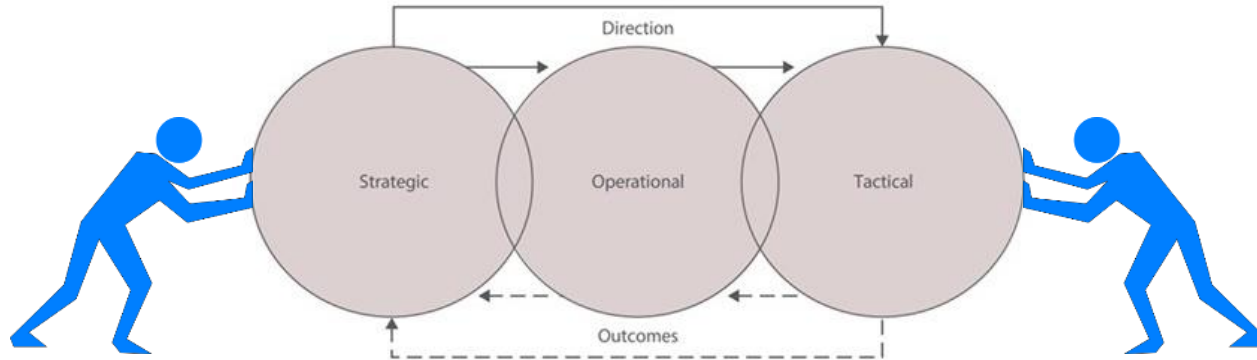 Direction
Strategic
Operational
Tactical
Outcomes